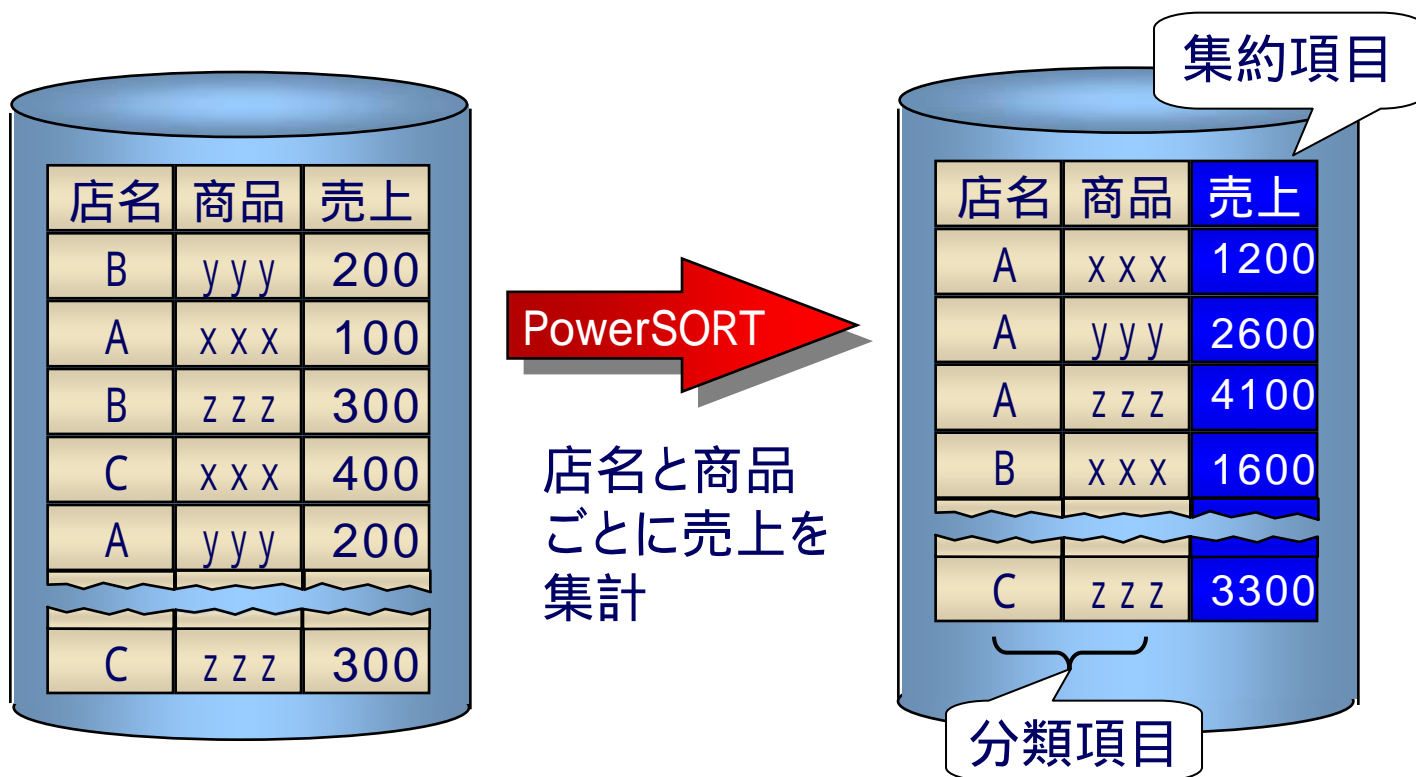 店名 商品 売上
B yyy 200
A xxx 100
B zzz 300
C xxx 400
A yyy 200
C zzz 300
PowerSORT
店名と商品
ごとに売上を
集計
集約項目
店名 商品 売上
A xxx 1200
A yyy 2600
A zzz 4100
B xxx 1600
C zzz 3300
分類項目